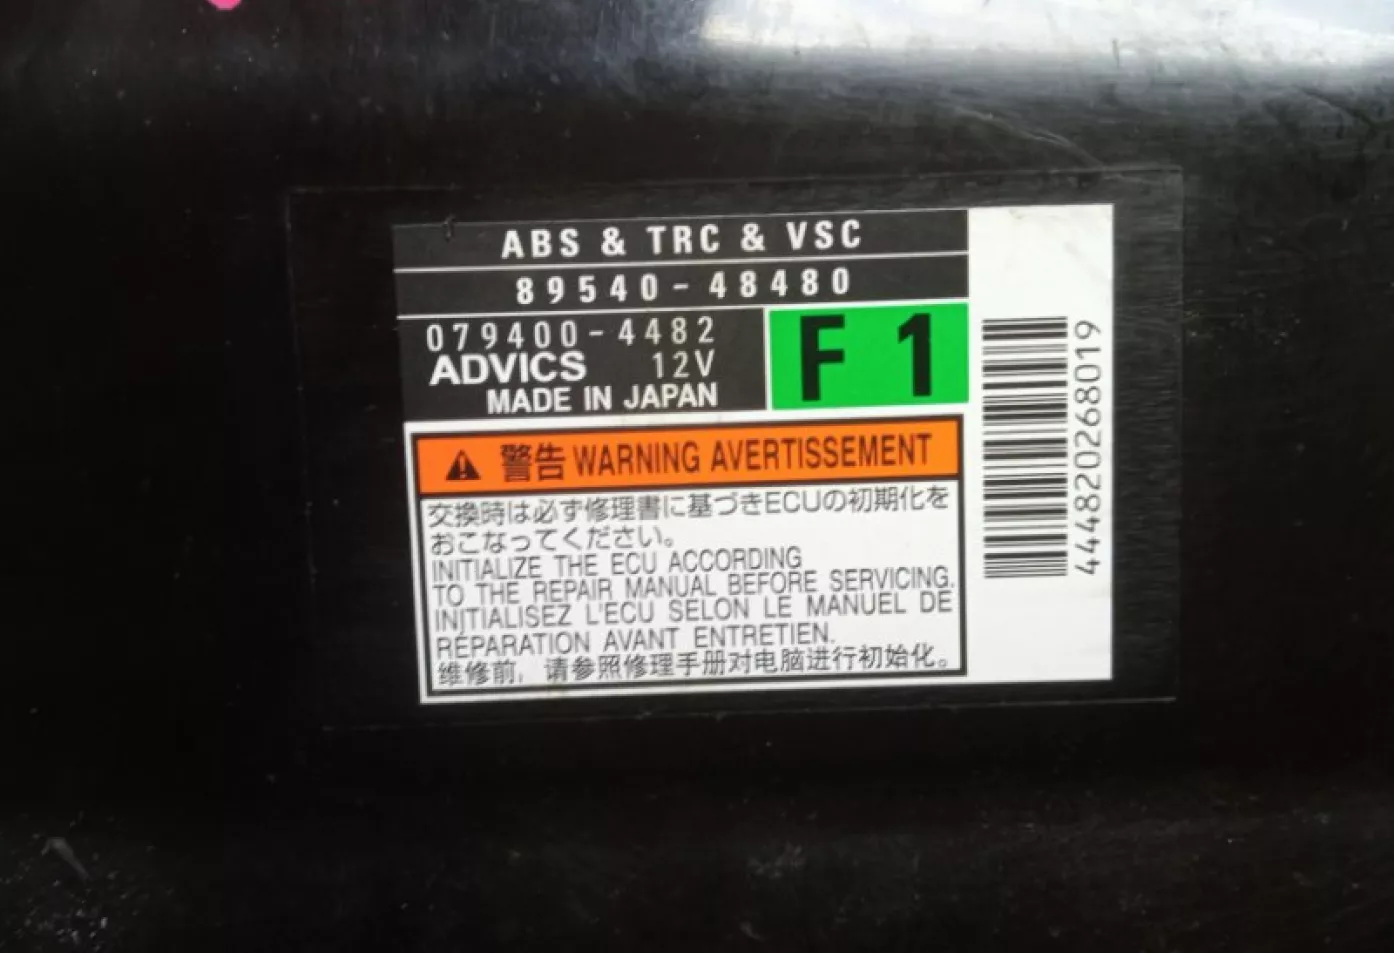 ABS & TRC & VSC
89540-48480
079400-4482
ADVICS 12V
MADE IN JAPAN
F 1
警告 WARNING AVERTISSEMENT
交換時は必ず修理書に基づきECUの初期化を
おこなってください。
INITIALIZE THE ECU ACCORDING
TO THE REPAIR MANUAL BEFORE SERVICING.
INITIALISEZ L'ECU SELON LE MANUEL DE
RÉPARATION AVANT ENTRETIEN.
维修前，请参照修理手册对电脑进行初始化。
444820268019